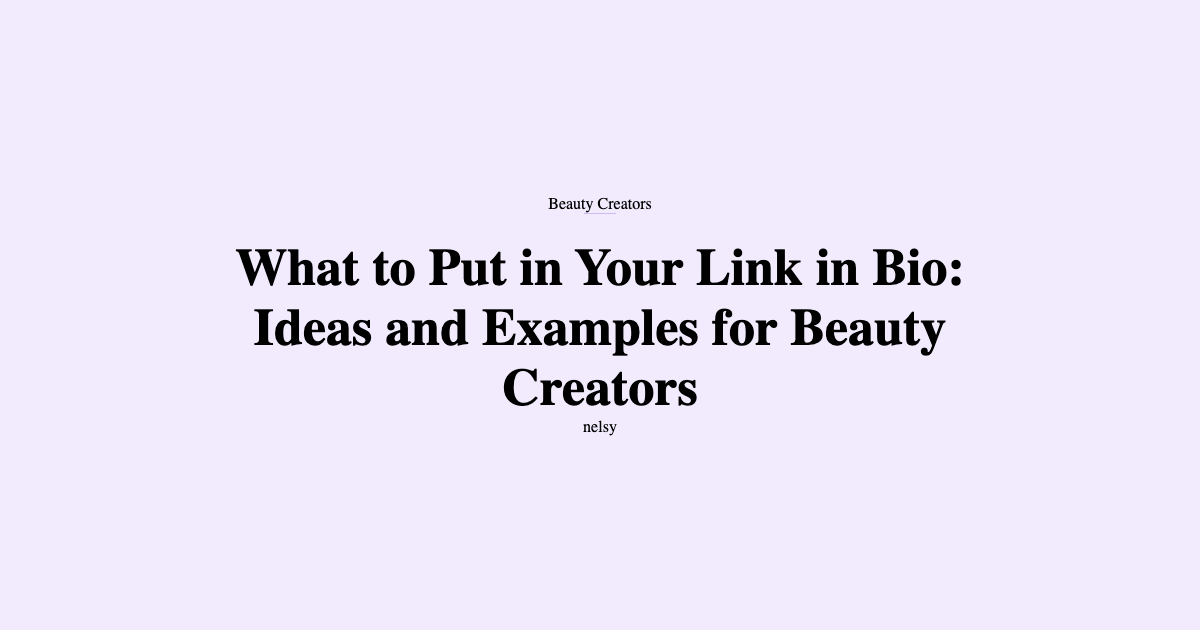 Beauty Creators
What to Put in Your Link in Bio:
Ideas and Examples for Beauty
Creators
nelsy